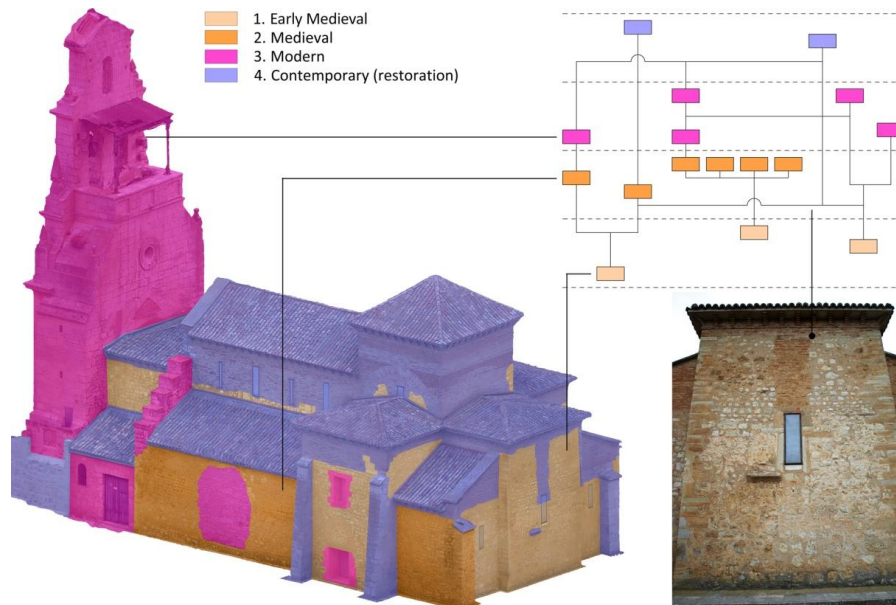 1. Early Medieval
2. Medieval
3. Modern
4. Contemporary (restoration)